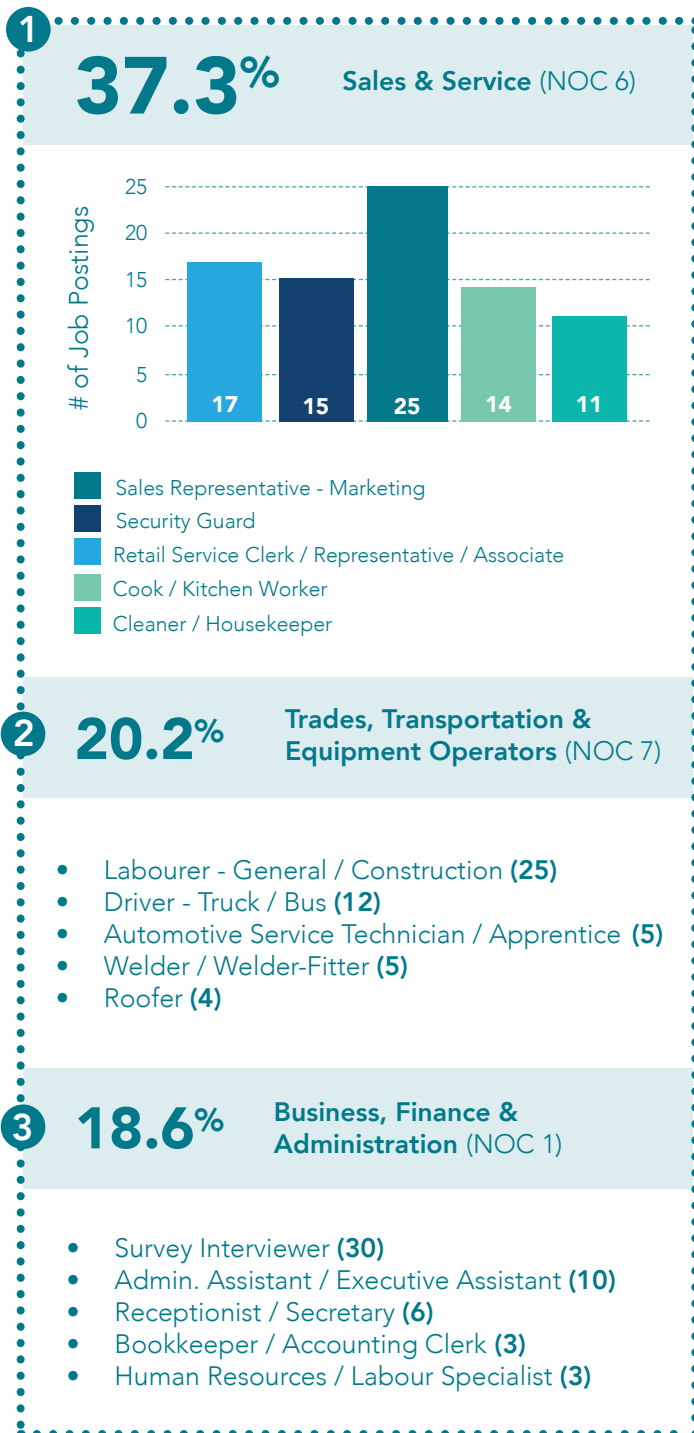 1
37.3%
Sales & Service (NOC 6)
# of Job Postings
25
20
15
10
5
0
17
15
25
14
11
Sales Representative - Marketing
Security Guard
Retail Service Clerk / Representative / Associate
Cook / Kitchen Worker
Cleaner / Housekeeper
2
20.2%
Trades, Transportation &
Equipment Operators (NOC 7)
• Labourer - General / Construction (25)
• Driver - Truck / Bus (12)
• Automotive Service Technician / Apprentice (5)
• Welder / Welder-Fitter (5)
• Roofer (4)
3
18.6%
Business, Finance &
Administration (NOC 1)
• Survey Interviewer (30)
• Admin. Assistant / Executive Assistant (10)
• Receptionist / Secretary (6)
• Bookkeeper / Accounting Clerk (3)
• Human Resources / Labour Specialist (3)